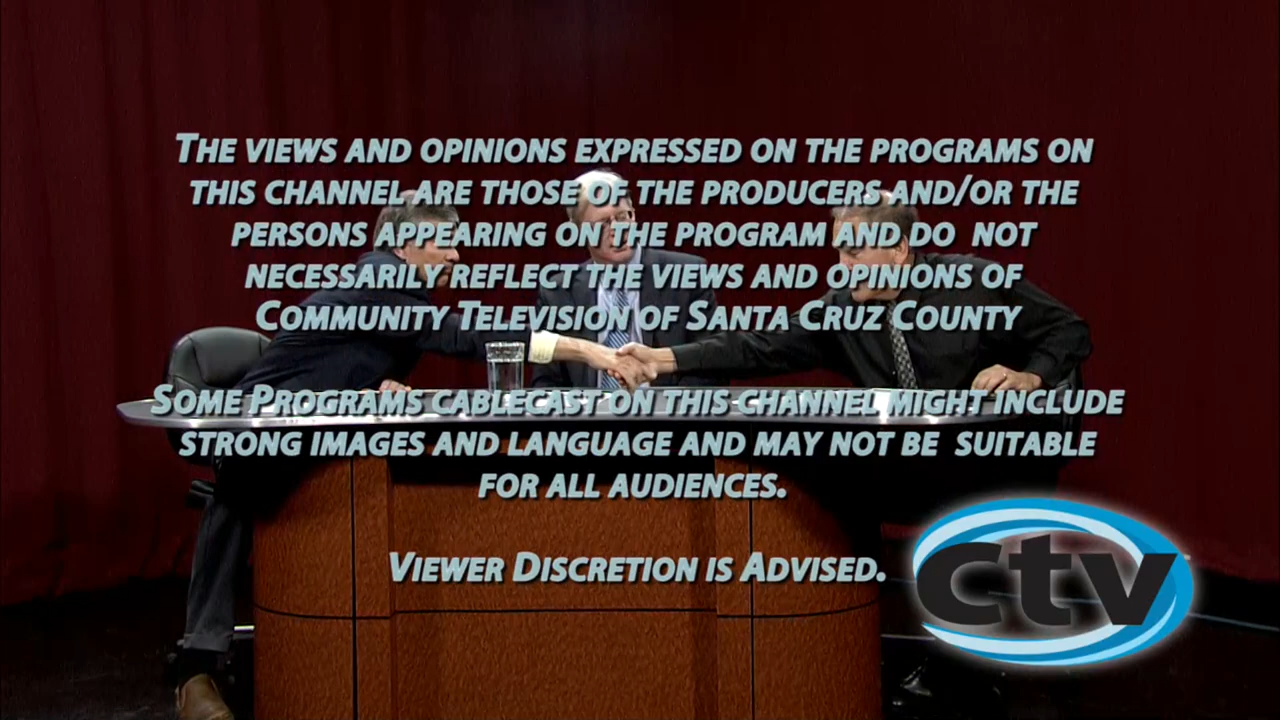 The views and opinions expressed on the programs on
this channel are those of the producers and/or the
persons appearing on the program and do  not
necessarily reflect the views and opinions of
Community Television of Santa Cruz County
Some Programs cablecast on this channel might include
strong images and language and may not be  suitable
for all audiences.
Viewer Discretion is Advised.
ctv